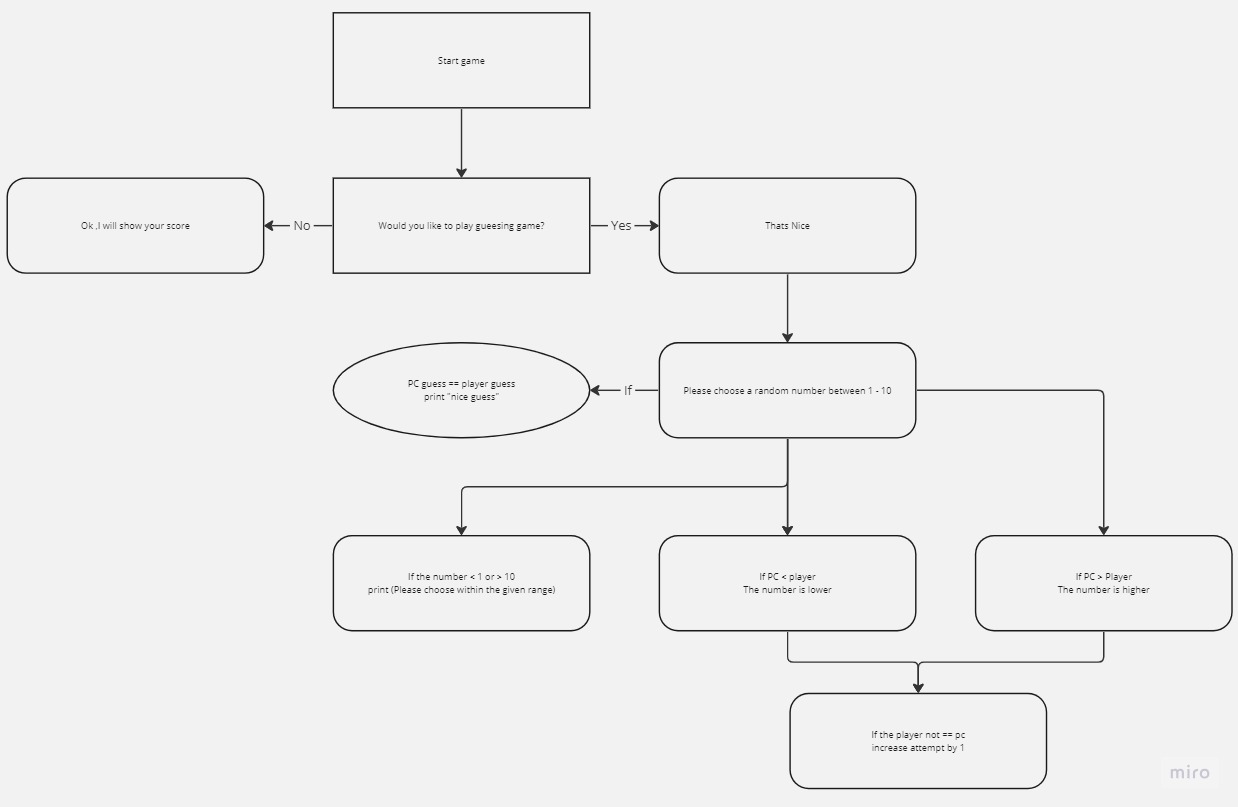 Start game
Ok ,I will show your score
No
Would you like to play gueesing game?
Yes
Thats Nice
PC guess == player guess
print "nice guess"
If
Please choose a random number between 1 - 10
If the number < 1 or > 10
print (Please choose within the given range)
If PC < player
The number is lower
If PC > Player
The number is higher
If the player not == pc
increase attempt by 1
miro